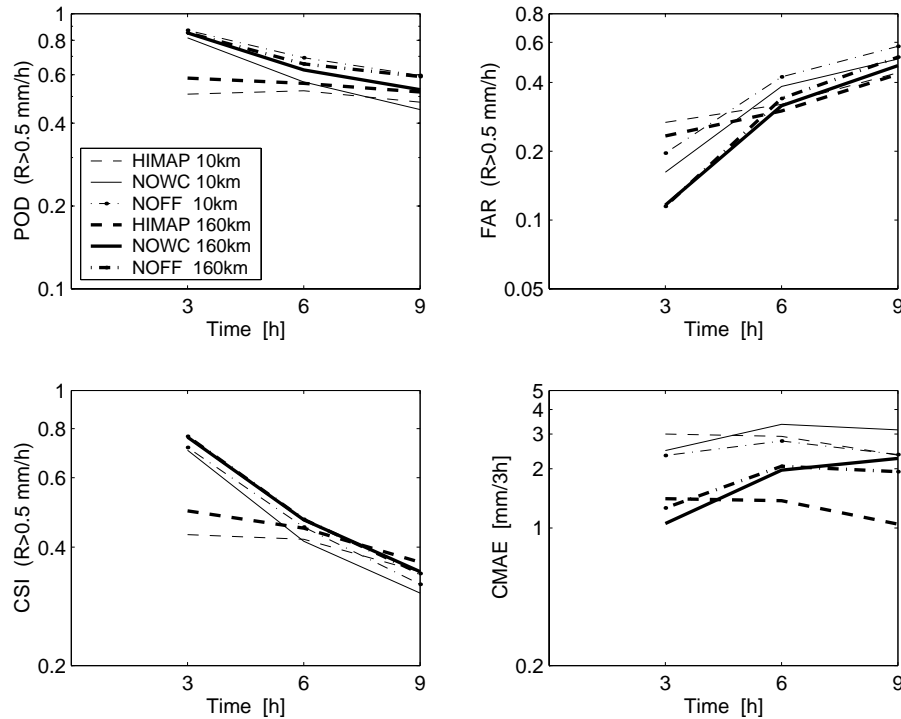 1
0.8
0.6
0.4
0.2
0.1
POD (R>0.5 mm/h)
HIMAP 10km
NOWC 10km
NOFF 10km
HIMAP 160km
NOWC 160km
NOFF 160km
3 6 9
Time [h]
0.8
0.6
0.4
0.2
0.1
0.05
FAR (R>0.5 mm/h)
3 6 9
Time [h]
1
0.8
0.6
0.4
0.2
CSI (R>0.5 mm/h)
3 6 9
Time [h]
5
4
3
2
1
0.2
CMAE [mm/3h]
3 6 9
Time [h]